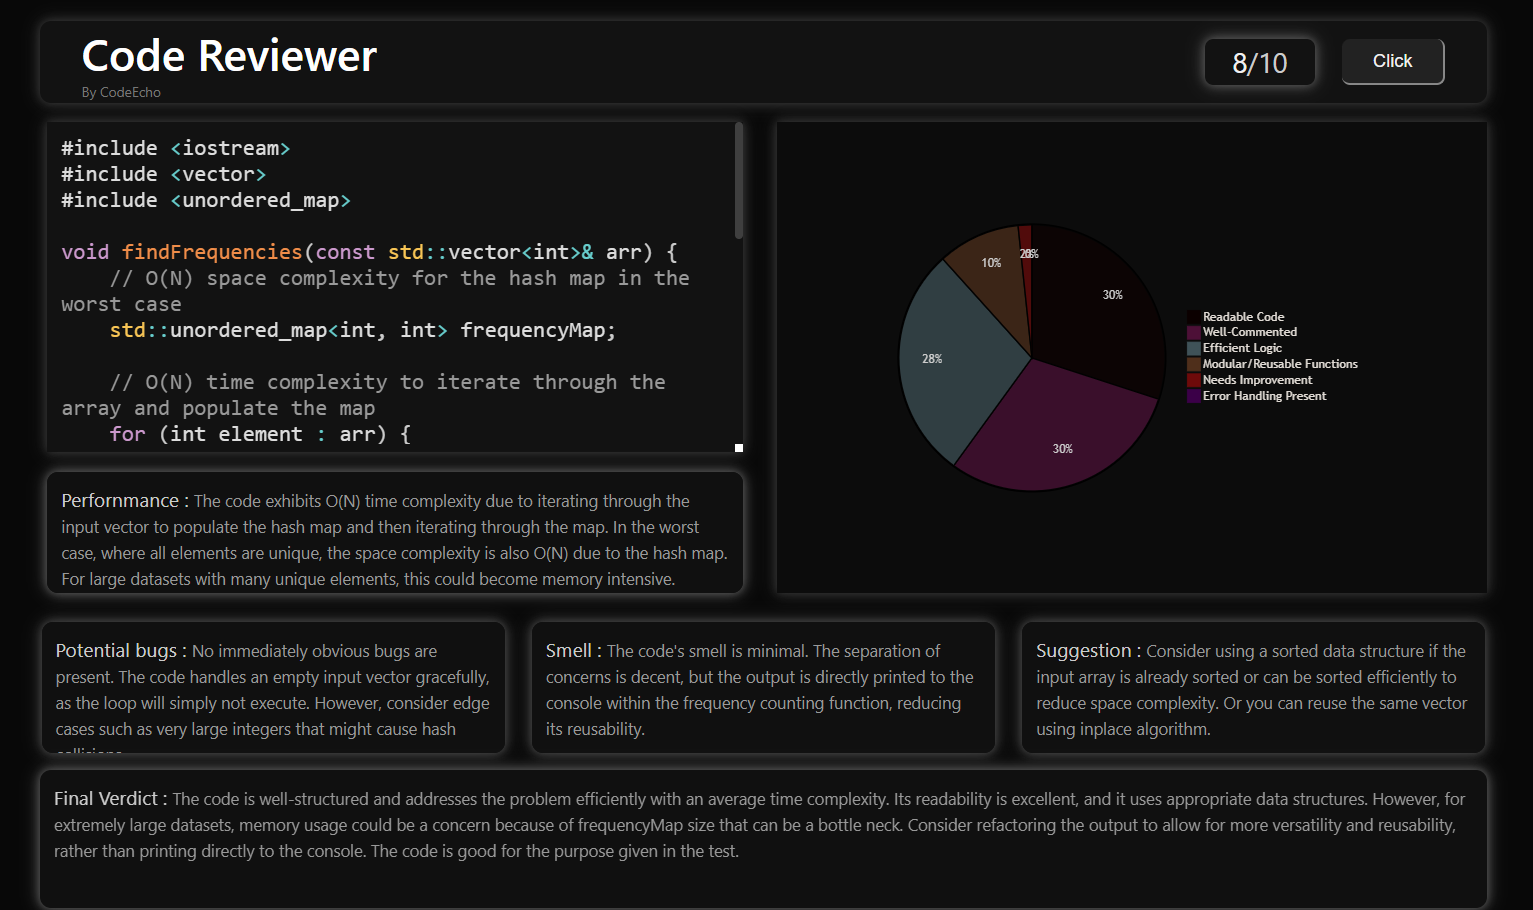 Code Reviewer
By CodeEcho
8/10
Click
#include <iostream>
#include <vector>
#include <unordered_map>
void findFrequencies(const std::vector<int>& arr) {
// O(N) space complexity for the hash map in the
worst case
std::unordered_map<int, int> frequencyMap;
// O(N) time complexity to iterate through the
array and populate the map
for (int element : arr) {
30%
30%
28%
10%
Readable Code
Well-Commented
Efficient Logic
Modular/Reusable Functions
Needs Improvement
Error Handling Present
Perfornmance : The code exhibits O(N) time complexity due to iterating through the
input vector to populate the hash map and then iterating through the map. In the worst
case, where all elements are unique, the space complexity is also O(N) due to the hash map.
For large datasets with many unique elements, this could become memory intensive.
Potential bugs : No immediately obvious bugs are
present. The code handles an empty input vector gracefully,
as the loop will simply not execute. However, consider edge
cases such as very large integers that might cause hash
Smell : The code's smell is minimal. The separation of
concerns is decent, but the output is directly printed to the
console within the frequency counting function, reducing
its reusability.
Suggestion : Consider using a sorted data structure if the
input array is already sorted or can be sorted efficiently to
reduce space complexity. Or you can reuse the same vector
using inplace algorithm.
Final Verdict : The code is well-structured and addresses the problem efficiently with an average time complexity. Its readability is excellent, and it uses appropriate data structures. However, for
extremely large datasets, memory usage could be a concern because of frequencyMap size that can be a bottle neck. Consider refactoring the output to allow for more versatility and reusability,
rather than printing directly to the console. The code is good for the purpose given in the test.